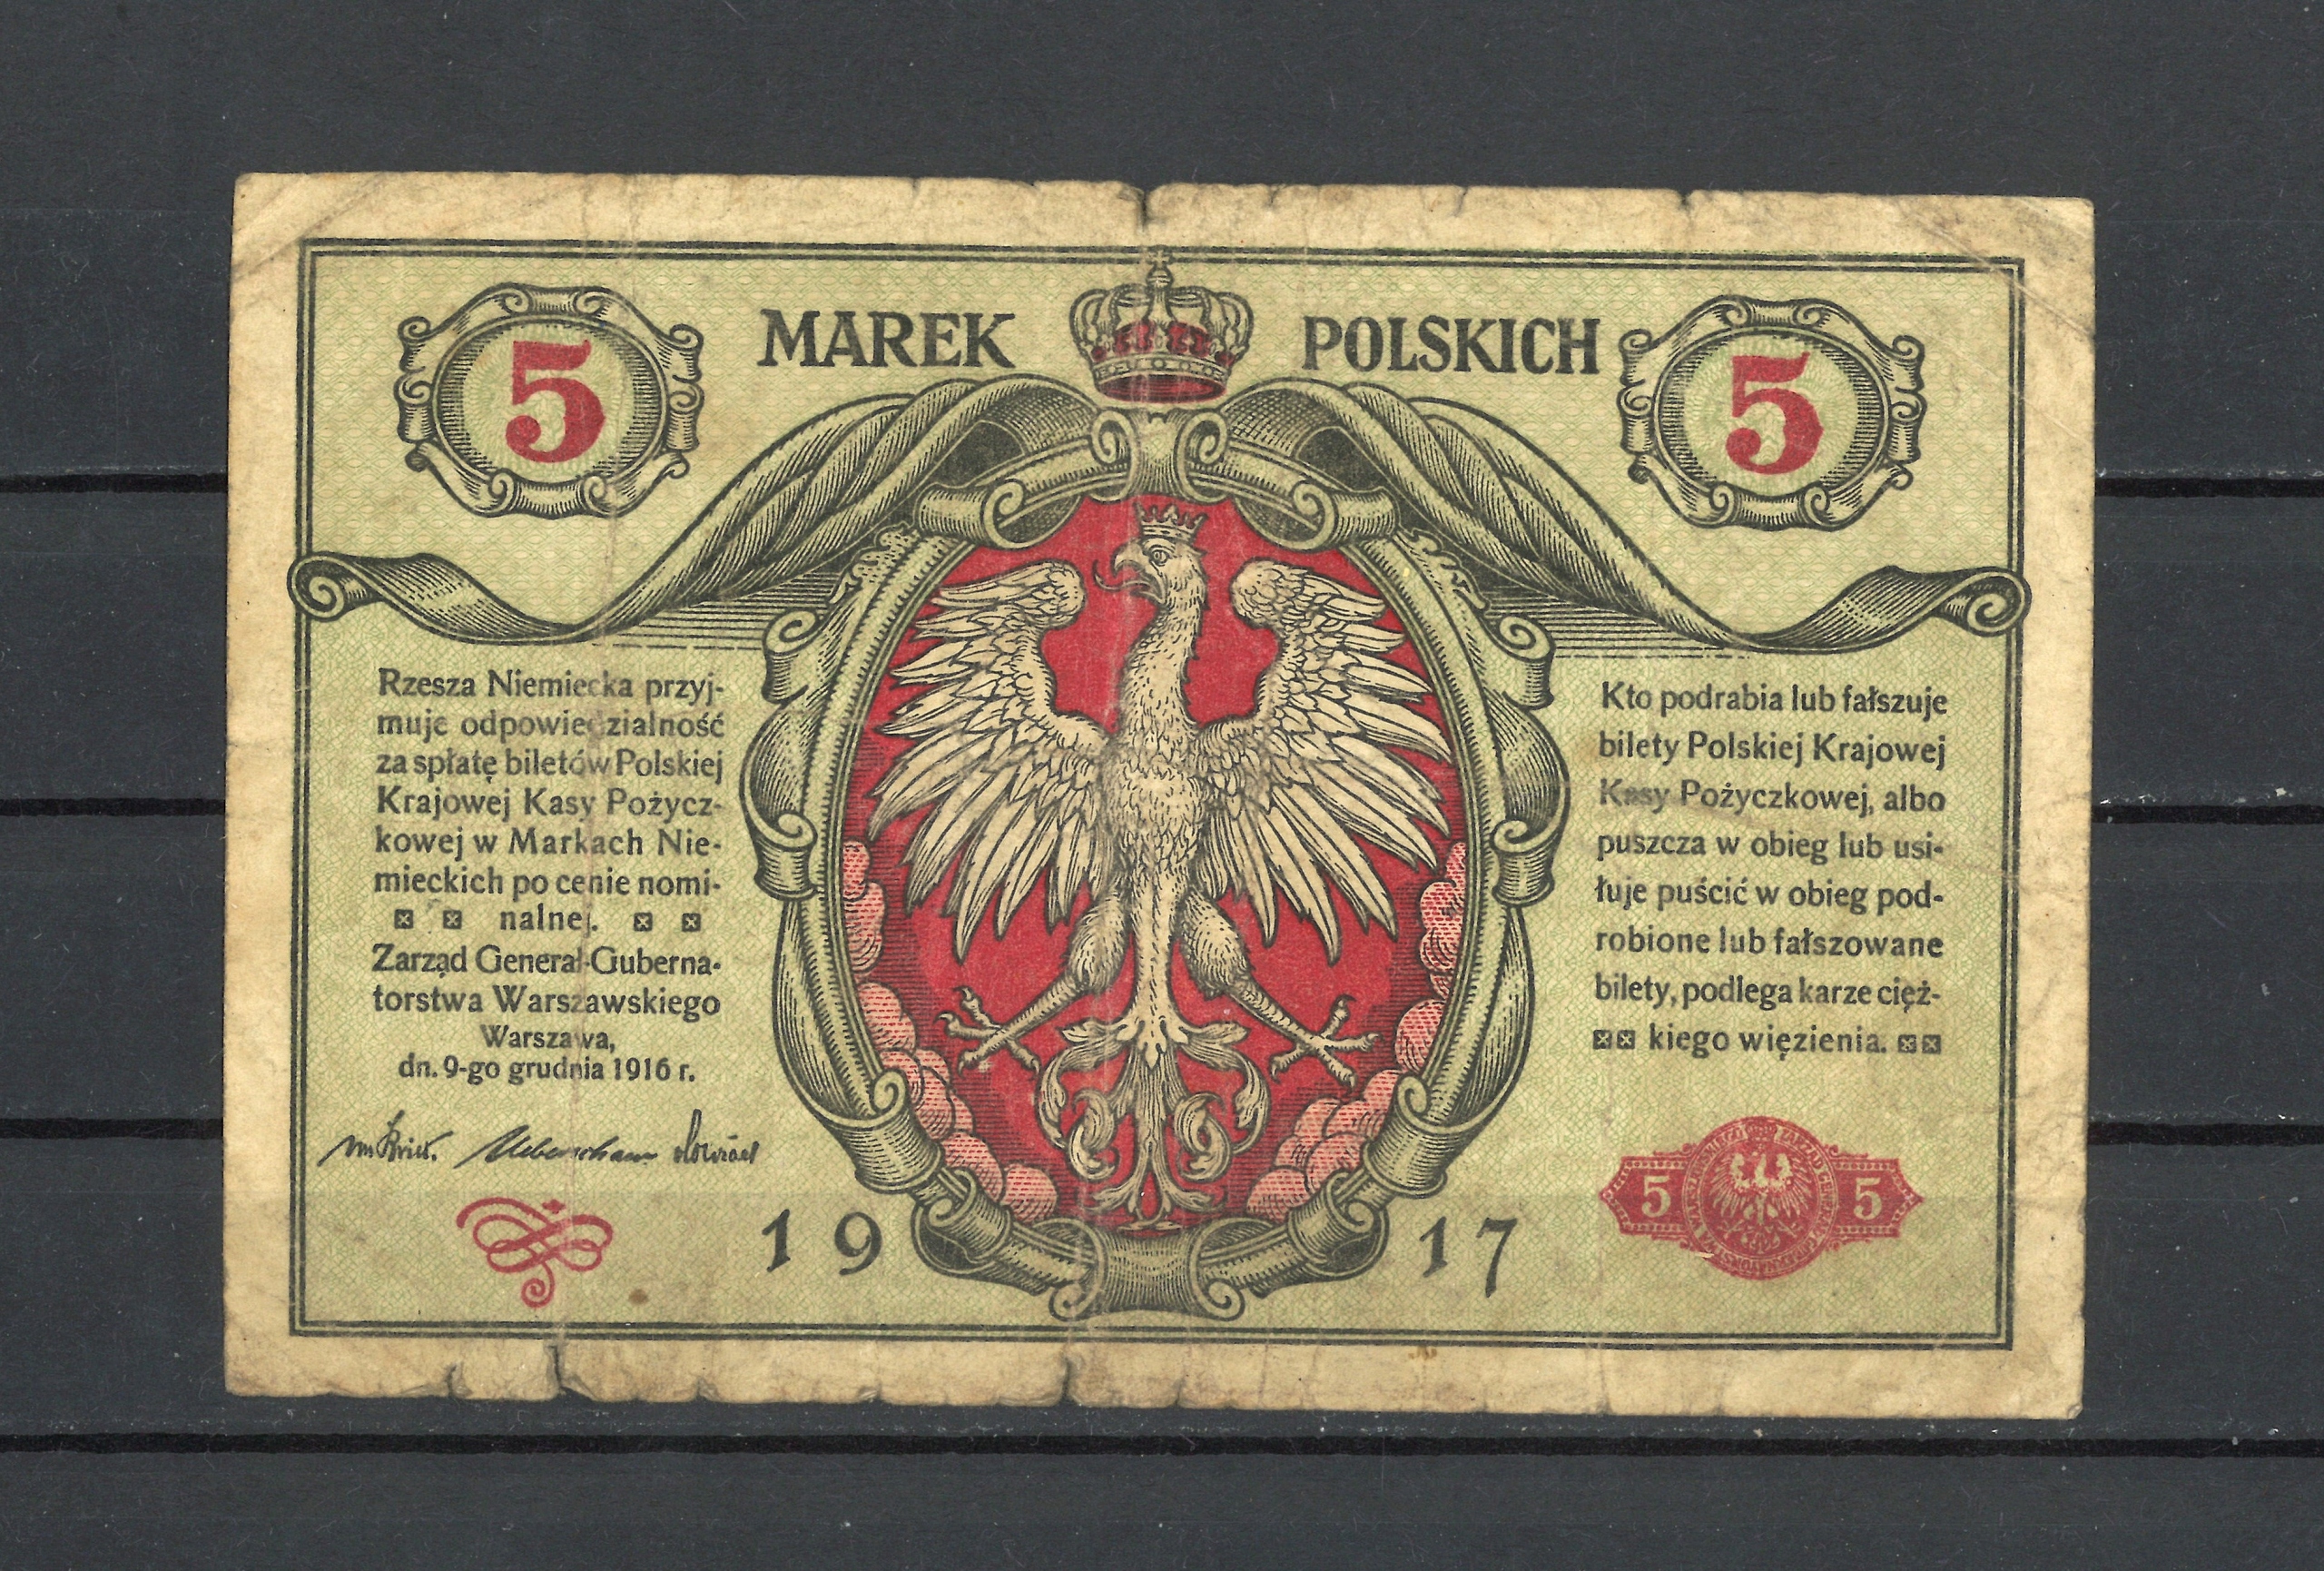 5 MAREK POLSKICH 5
Rzesza Niemiecka przyj-
muje odpowiedzialność
za spłatę biletów Polskiej
Krajowej Kasy Pożycz-
kowej w Markach Nie-
mieckich po cenie nomi-
nalnej.
Zarząd Generał-Guberna-
torstwa Warszawskiego
Warszawa,
dn. 9-go grudnia 1916 r.
Kto podrabia lub fałszuje
bilety Polskiej Krajowej
Kasy Pożyczkowej, albo
puszcza w obieg lub usi-
łuje puścić w obieg pod-
robione lub fałszowane
bilety, podlega karze cięż-
kiego więzienia.
1917
5 5